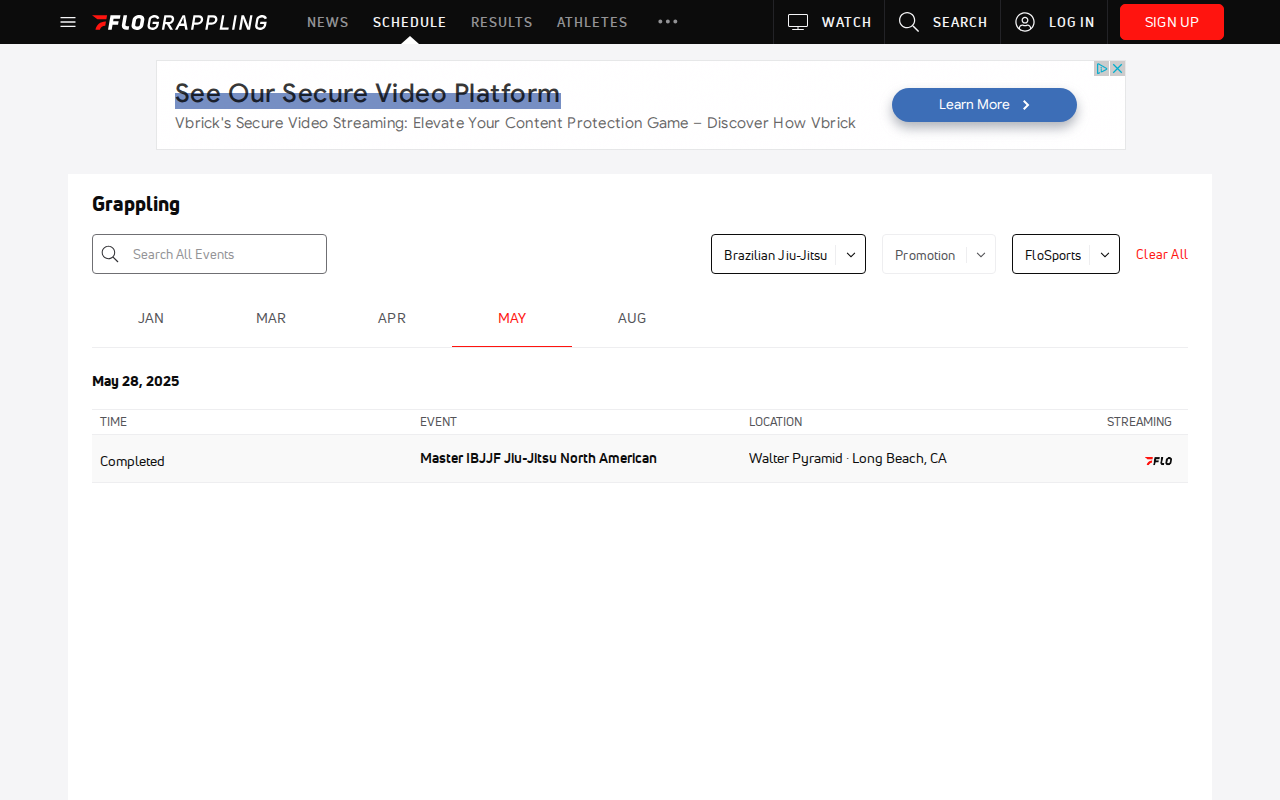 FLOGRAPPLING NEWS SCHEDULE RESULTS ATHLETES WATCH SEARCH LOG IN SIGN UP
See Our Secure Video Platform
Vbrick's Secure Video Streaming: Elevate Your Content Protection Game – Discover How Vbrick
Learn More
Grappling
Search All Events Brazilian Jiu-Jitsu Promotion FloSports Clear All
JAN MAR APR MAY AUG
May 28, 2025
TIME EVENT LOCATION STREAMING
Completed Master IBJJF Jiu-Jitsu North American Walter Pyramid · Long Beach, CA FLO